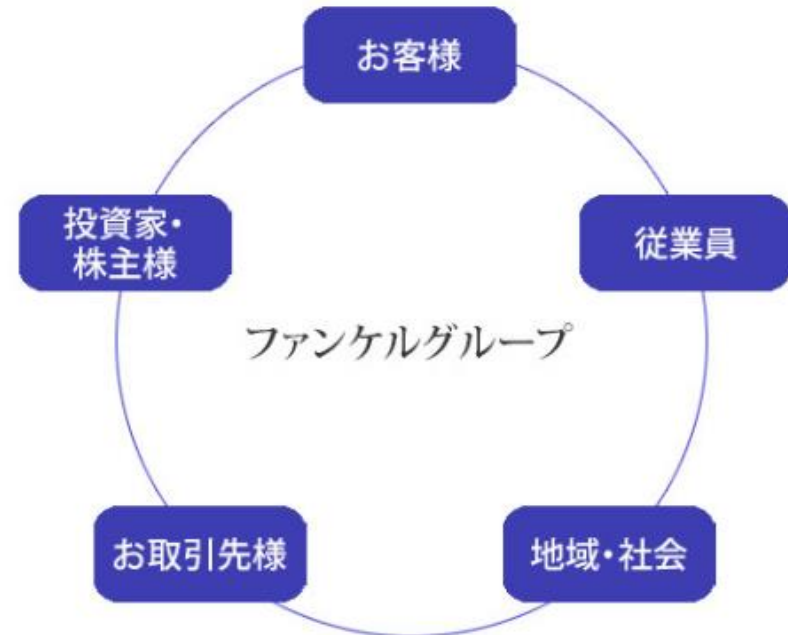 お客様
投資家・
株主様
従業員
ファンケルグループ
お取引先様
地域・社会